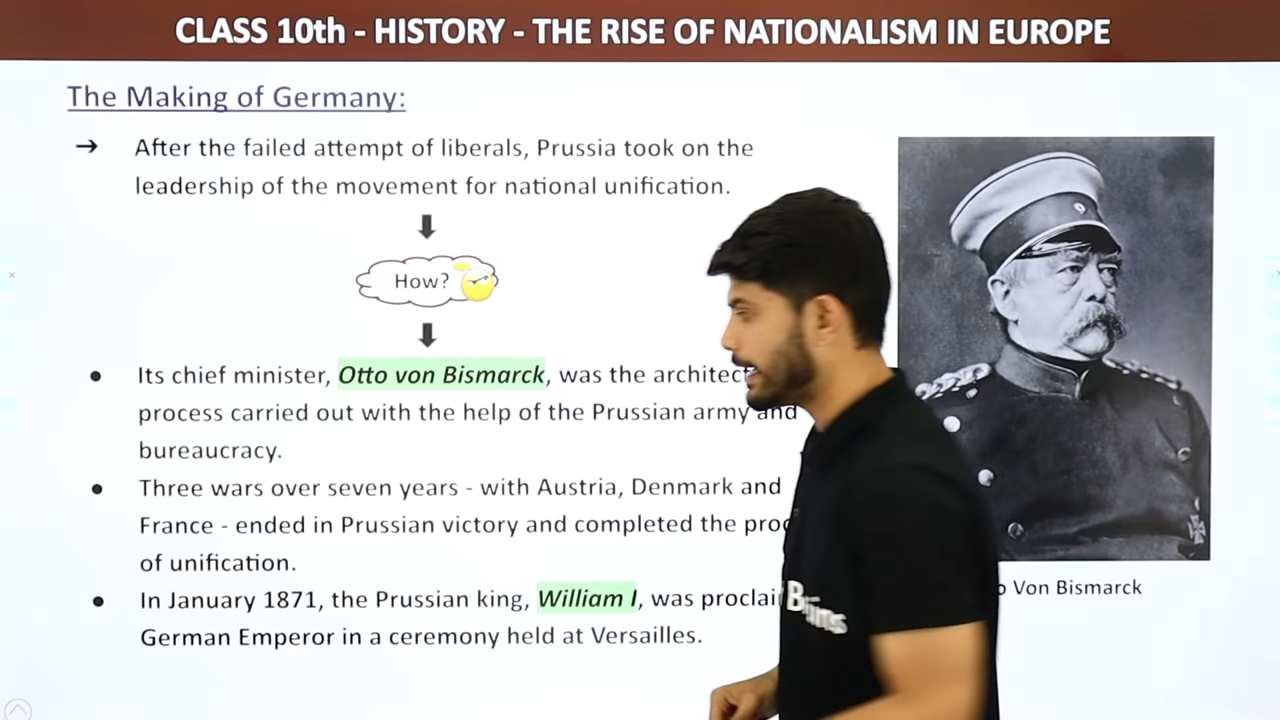 CLASS 10th - HISTORY - THE RISE OF NATIONALISM IN EUROPE
The Making of Germany:
➔ After the failed attempt of liberals, Prussia took on the
leadership of the movement for national unification.
How?
● Its chief minister, Otto von Bismarck, was the architect
process carried out with the help of the Prussian army and
bureaucracy.
● Three wars over seven years - with Austria, Denmark and
France - ended in Prussian victory and completed the
of unification.
● In January 1871, the Prussian king, William I, was
German Emperor in a ceremony held at Versailles.
Von Bismarck